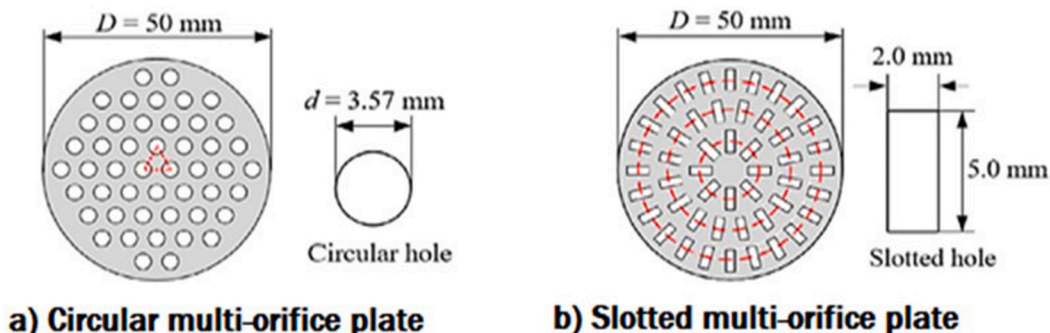 D = 50 mm
d = 3.57 mm
Circular hole
a) Circular multi-orifice plate
D = 50 mm
2.0 mm
5.0 mm
Slotted hole
b) Slotted multi-orifice plate